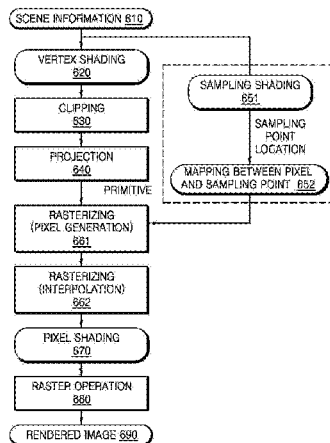 SCENE INFORMATION 610
VERTEX SHADING
620
CLIPPING
630
PROJECTION
640
PRIMITIVE
SAMPLING SHADING
651
SAMPLING
POINT
LOCATION
MAPPING BETWEEN PIXEL
AND SAMPLING POINT 652
RASTERIZING
(PIXEL GENERATION)
661
RASTERIZING
(INTERPOLATION)
662
PIXEL SHADING
670
RASTER OPERATION
680
RENDERED IMAGE 690